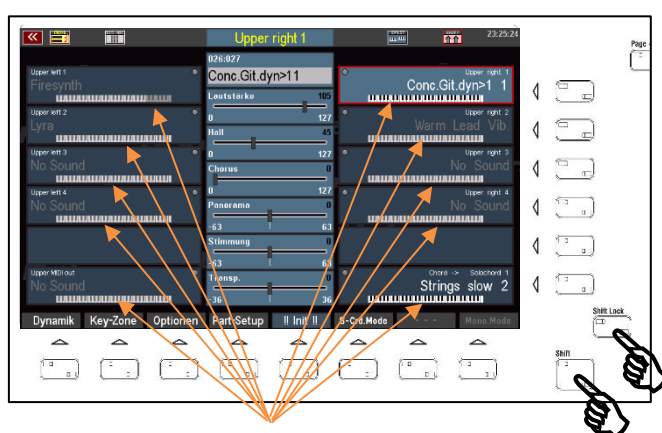 Upper right 1
23:25:24
Page
026:027
Conc.Git.dyn>11
Upper left 1
Firesynth
Upper left 2
Lyra
Upper left 3
No Sound
Upper left 4
No Sound
Upper MIDI out
No Sound
Lautstärke 105
0 127
Hall 45
0 127
Chorus 0
0 127
Panorama 0
-63 63
Stimmung 0
-63 63
Transp. 0
-36 36
Upper right 1
Conc.Git.dyn>1 1
Upper right 2
Warm Lead Vib.
Upper right 3
No Sound
Upper right 4
No Sound
Chord -> Solochord 1
Strings slow 2
Dynamik Key-Zone Optionen Part-Setup !! Init !! S-Crd.Mode - - - Mono.Mode
Shift Lock
Shift